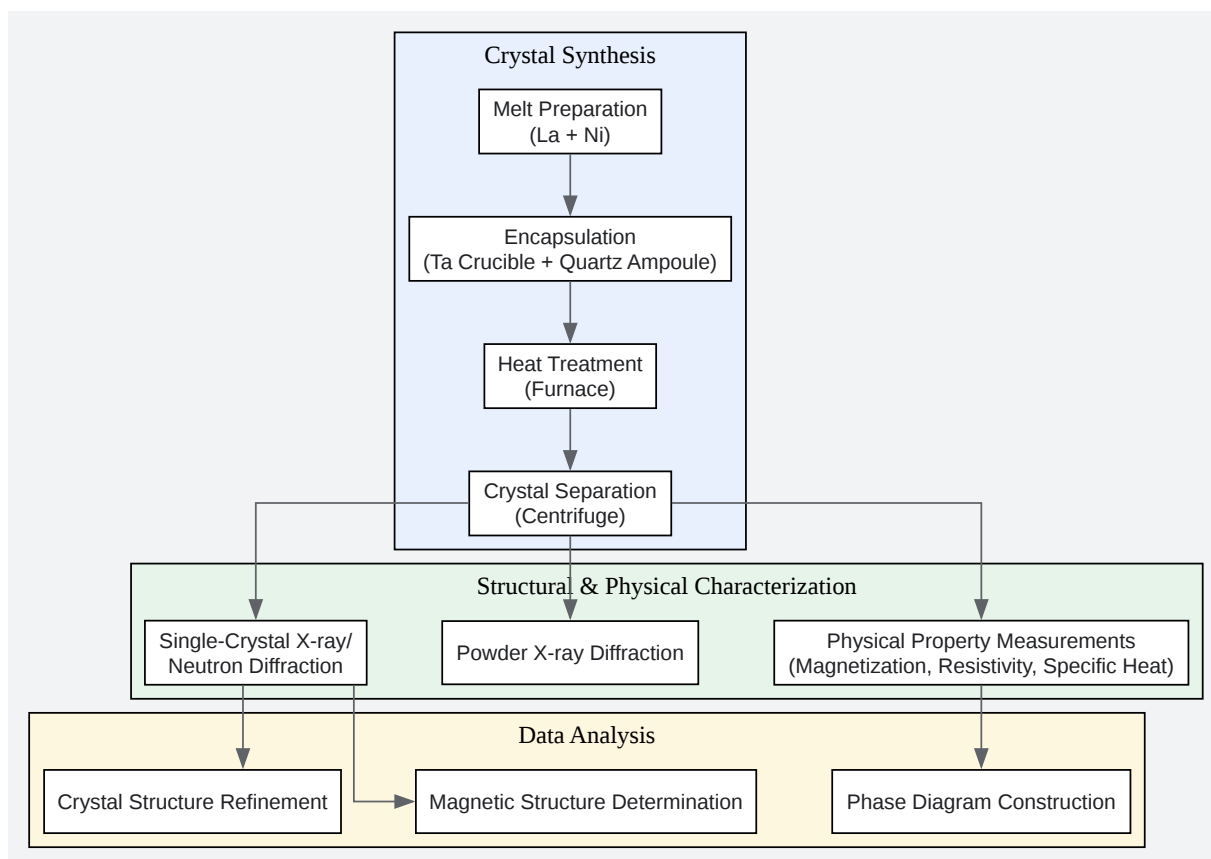 Crystal Synthesis
Melt Preparation
(La + Ni)
Encapsulation
(Ta Crucible + Quartz Ampoule)
Heat Treatment
(Furnace)
Crystal Separation
(Centrifuge)
Structural & Physical Characterization
Single-Crystal X-ray/
Neutron Diffraction
Powder X-ray Diffraction
Physical Property Measurements
(Magnetization, Resistivity, Specific Heat)
Data Analysis
Crystal Structure Refinement
Magnetic Structure Determination
Phase Diagram Construction